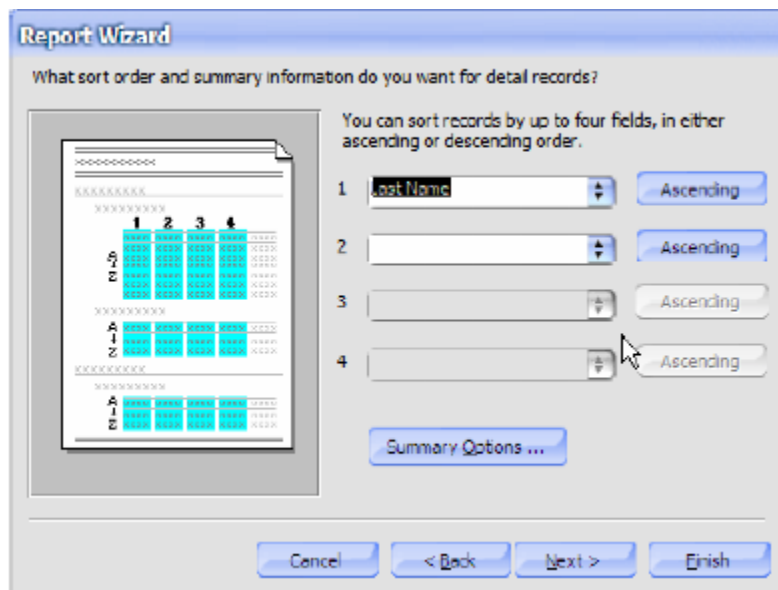 Report Wizard
What sort order and summary information do you want for detail records?
You can sort records by up to four fields, in either
ascending or descending order.
1 Last Name Ascending
2 Ascending
3 Ascending
4 Ascending
1 2 3 4
A
Z
A
Z
A
Z
Summary Options ...
Cancel < Back Next > Finish